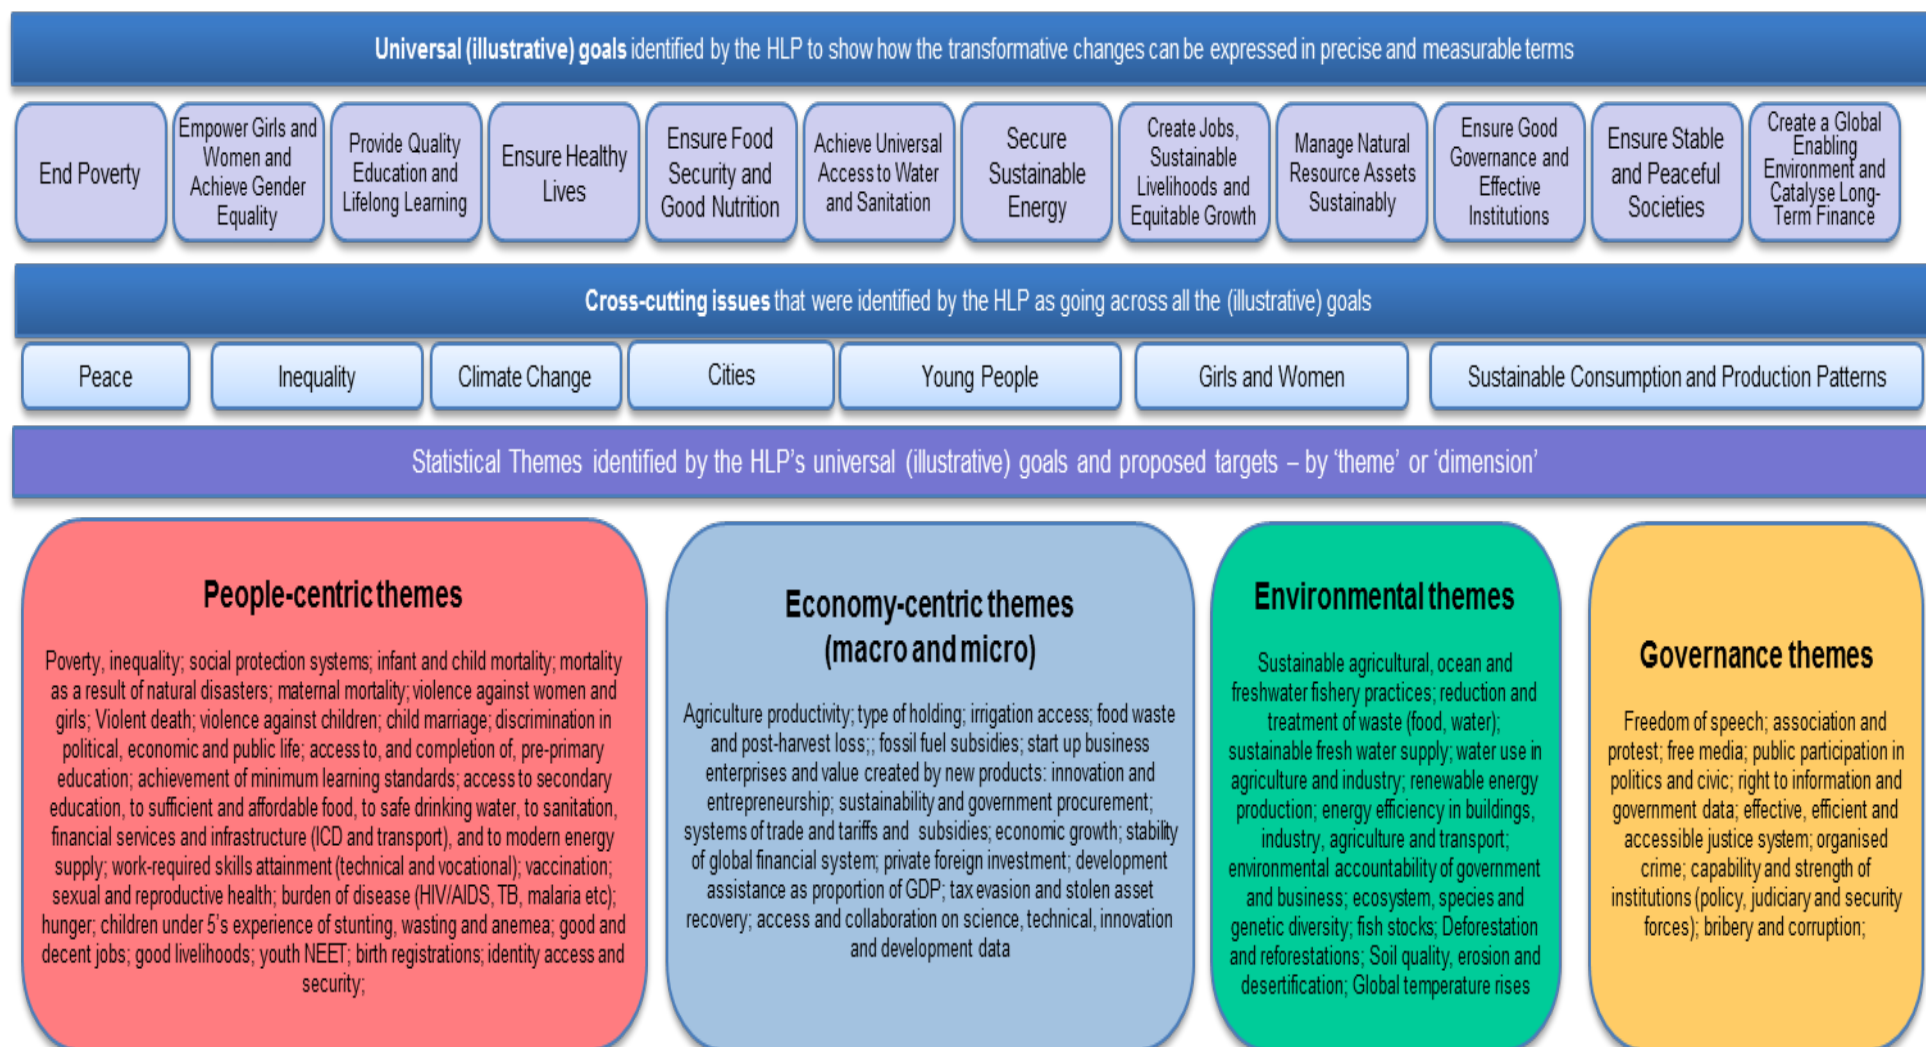 Universal (illustrative) goals identified by the HLP to show how the transformative changes can be expressed in precise and measurable terms
End Poverty
Empower Girls and
Women and
Achieve Gender
Equality
Provide Quality
Education and
Lifelong Learning
Ensure Healthy
Lives
Ensure Food
Security and
Good Nutrition
Achieve Universal
Access to Water
and Sanitation
Secure
Sustainable
Energy
Create Jobs,
Sustainable
Livelihoods and
Equitable Growth
Manage Natural
Resource Assets
Sustainably
Ensure Good
Governance and
Effective
Institutions
Ensure Stable
and Peaceful
Societies
Create a Global
Enabling
Environment and
Catalyse Long-
Term Finance
Cross-cutting issues that were identified by the HLP as going across all the (illustrative) goals
Peace
Inequality
Climate Change
Cities
Young People
Girls and Women
Sustainable Consumption and Production Patterns
Statistical Themes identified by the HLP's universal (illustrative) goals and proposed targets – by 'theme' or 'dimension'
People-centric themes
Poverty, inequality; social protection systems; infant and child mortality; mortality
as a result of natural disasters; maternal mortality; violence against women and
girls; Violent death; violence against children; child marriage; discrimination in
political, economic and public life; access to, and completion of, pre-primary
education; achievement of minimum learning standards; access to secondary
education, to sufficient and affordable food, to safe drinking water, to sanitation,
financial services and infrastructure (ICD and transport), and to modern energy
supply; work-required skills attainment (technical and vocational); vaccination;
sexual and reproductive health; burden of disease (HIV/AIDS, TB, malaria etc);
hunger; children under 5's experience of stunting, wasting and anemea; good and
decent jobs; good livelihoods; youth NEET; birth registrations; identity access and
security;
Economy-centric themes
(macro and micro)
Agriculture productivity; type of holding; irrigation access; food waste
and post-harvest loss;; fossil fuel subsidies; start up business
enterprises and value created by new products: innovation and
entrepreneurship; sustainability and government procurement;
systems of trade and tariffs and subsidies; economic growth; stability
of global financial system; private foreign investment; development
assistance as proportion of GDP; tax evasion and stolen asset
recovery; access and collaboration on science, technical, innovation
and development data
Environmental themes
Sustainable agricultural, ocean and
freshwater fishery practices; reduction and
treatment of waste (food, water);
sustainable fresh water supply; water use in
agriculture and industry; renewable energy
production; energy efficiency in buildings,
industry, agriculture and transport;
environmental accountability of government
and business; ecosystem, species and
genetic diversity; fish stocks; Deforestation
and reforestations; Soil quality, erosion and
desertification; Global temperature rises
Governance themes
Freedom of speech; association and
protest; free media; public participation in
politics and civic; right to information and
government data; effective, efficient and
accessible justice system; organised
crime; capability and strength of
institutions (policy, judiciary and security
forces); bribery and corruption;